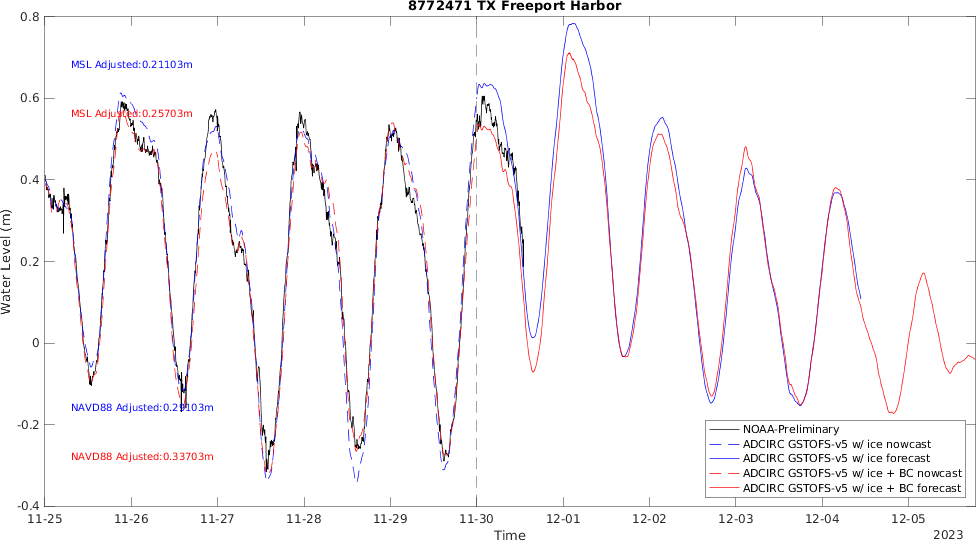 8772471 TX Freeport Harbor
0.8
0.6
0.4
0.2
0
-0.2
-0.4
Water Level (m)
MSL Adjusted:0.21103m
MSL Adjusted:0.25703m
NAVD88 Adjusted:0.29103m
NAVD88 Adjusted:0.33703m
NOAA-Preliminary
ADCIRC GSTOFS-v5 w/ ice nowcast
ADCIRC GSTOFS-v5 w/ ice forecast
ADCIRC GSTOFS-v5 w/ ice + BC nowcast
ADCIRC GSTOFS-v5 w/ ice + BC forecast
11-25 11-26 11-27 11-28 11-29 11-30 12-01 12-02 12-03 12-04 12-05
Time
2023